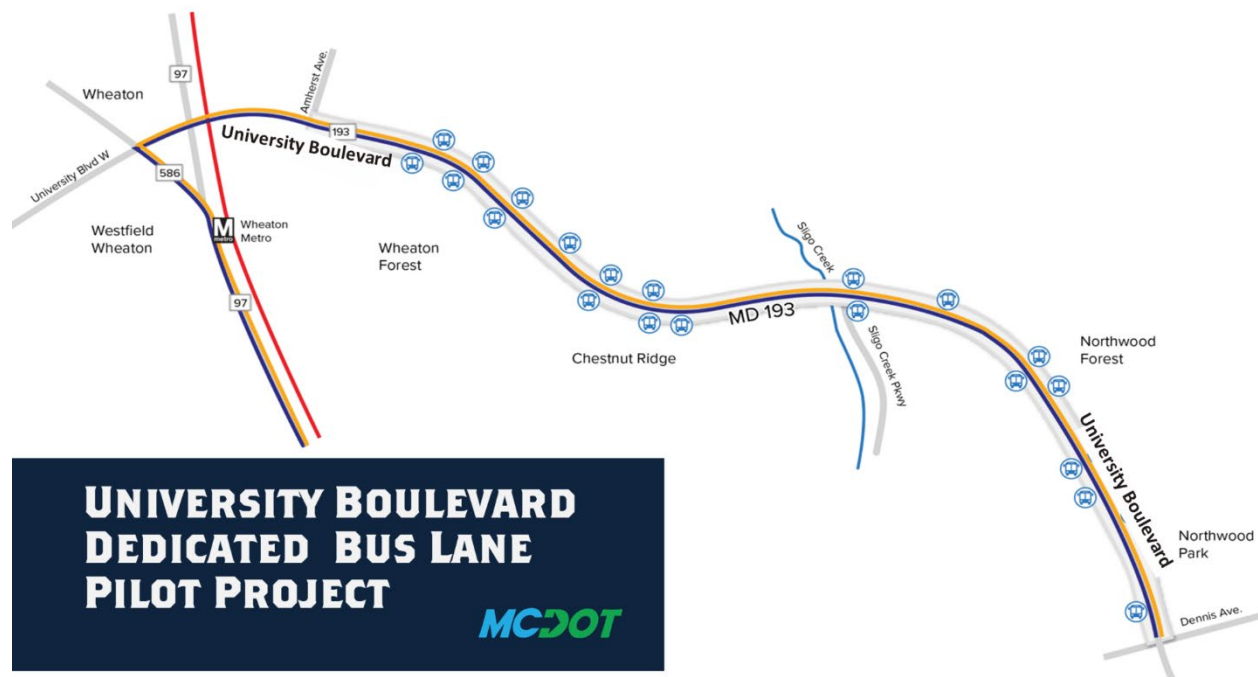 97
Wheaton
Amherst Ave.
193
University Boulevard
University Blvd W
586
Westfield
Wheaton
M
metro
Wheaton
Metro
Wheaton
Forest
97
Sligo Creek
MD 193
Chestnut Ridge
Sligo Creek Pkwy
Northwood
Forest
University Boulevard
Northwood
Park
Dennis Ave.
UNIVERSITY BOULEVARD
DEDICATED BUS LANE
PILOT PROJECT
MCDOT